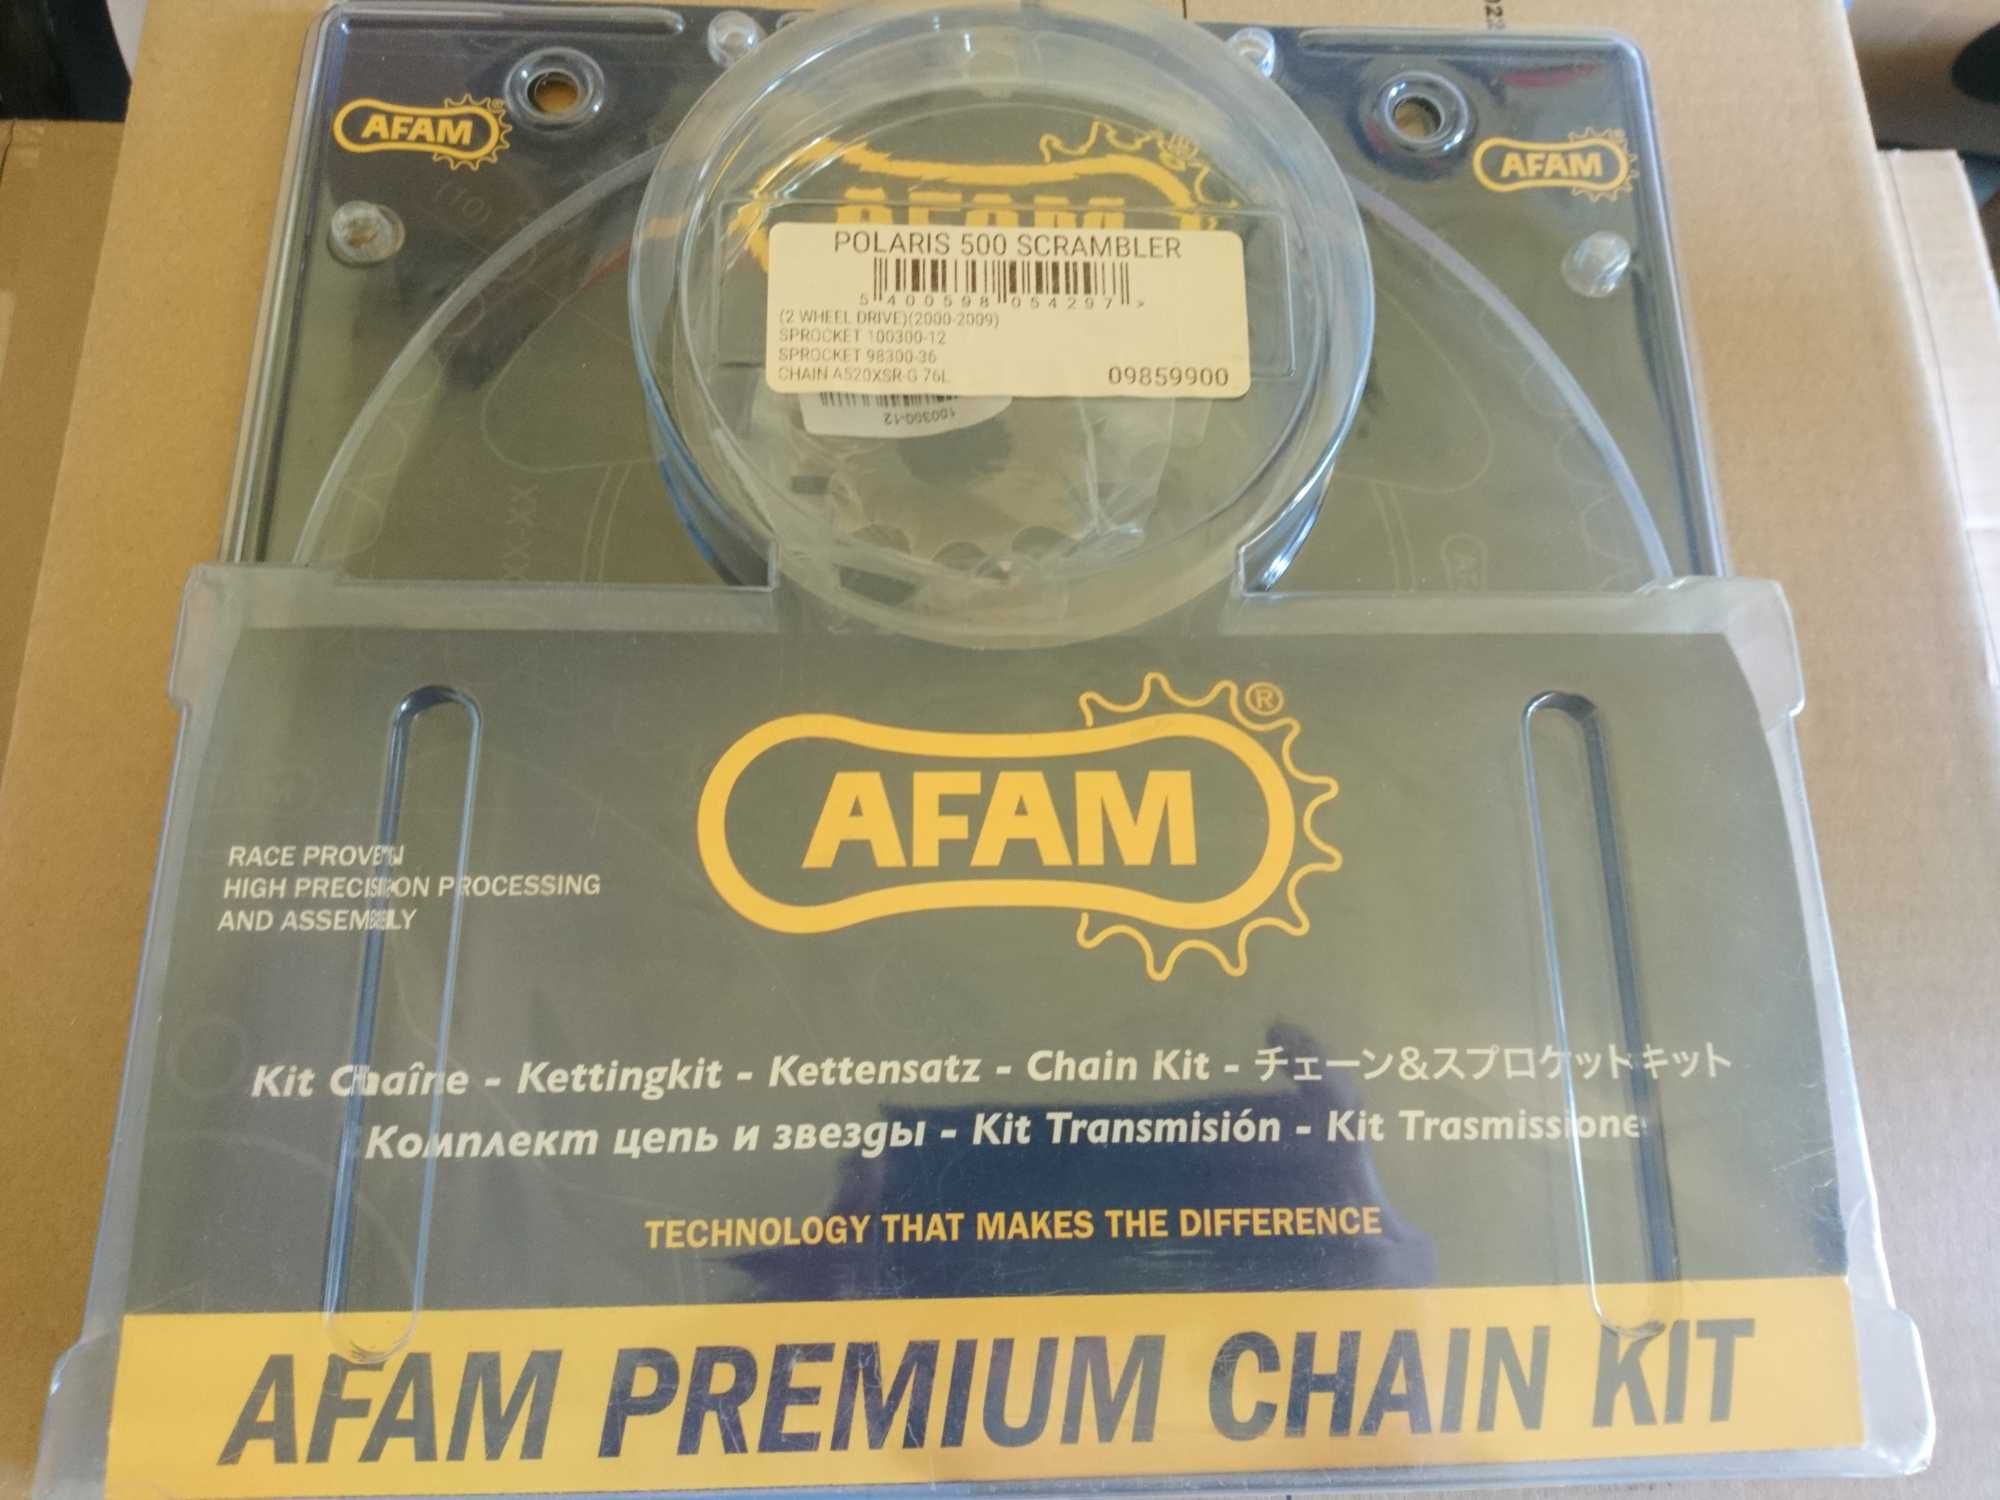 AFAM
AFAM
AFAM
POLARIS 500 SCRAMBLER
5 400598 054297 >
(2 WHEEL DRIVE)(2000-2009)
SPROCKET 100300-12
SPROCKET 98300-36
CHAIN A520XSR-G 76L
09859900
100300-12
AFAM®
RACE PROVEN
HIGH PRECISION PROCESSING
AND ASSEMBLY
Kit Chaîne - Kettingkit - Kettensatz - Chain Kit - チェーン&スプロケットキット
Комплект цепь и звезды - Kit Transmisión - Kit Trasmissione
TECHNOLOGY THAT MAKES THE DIFFERENCE
AFAM PREMIUM CHAIN KIT